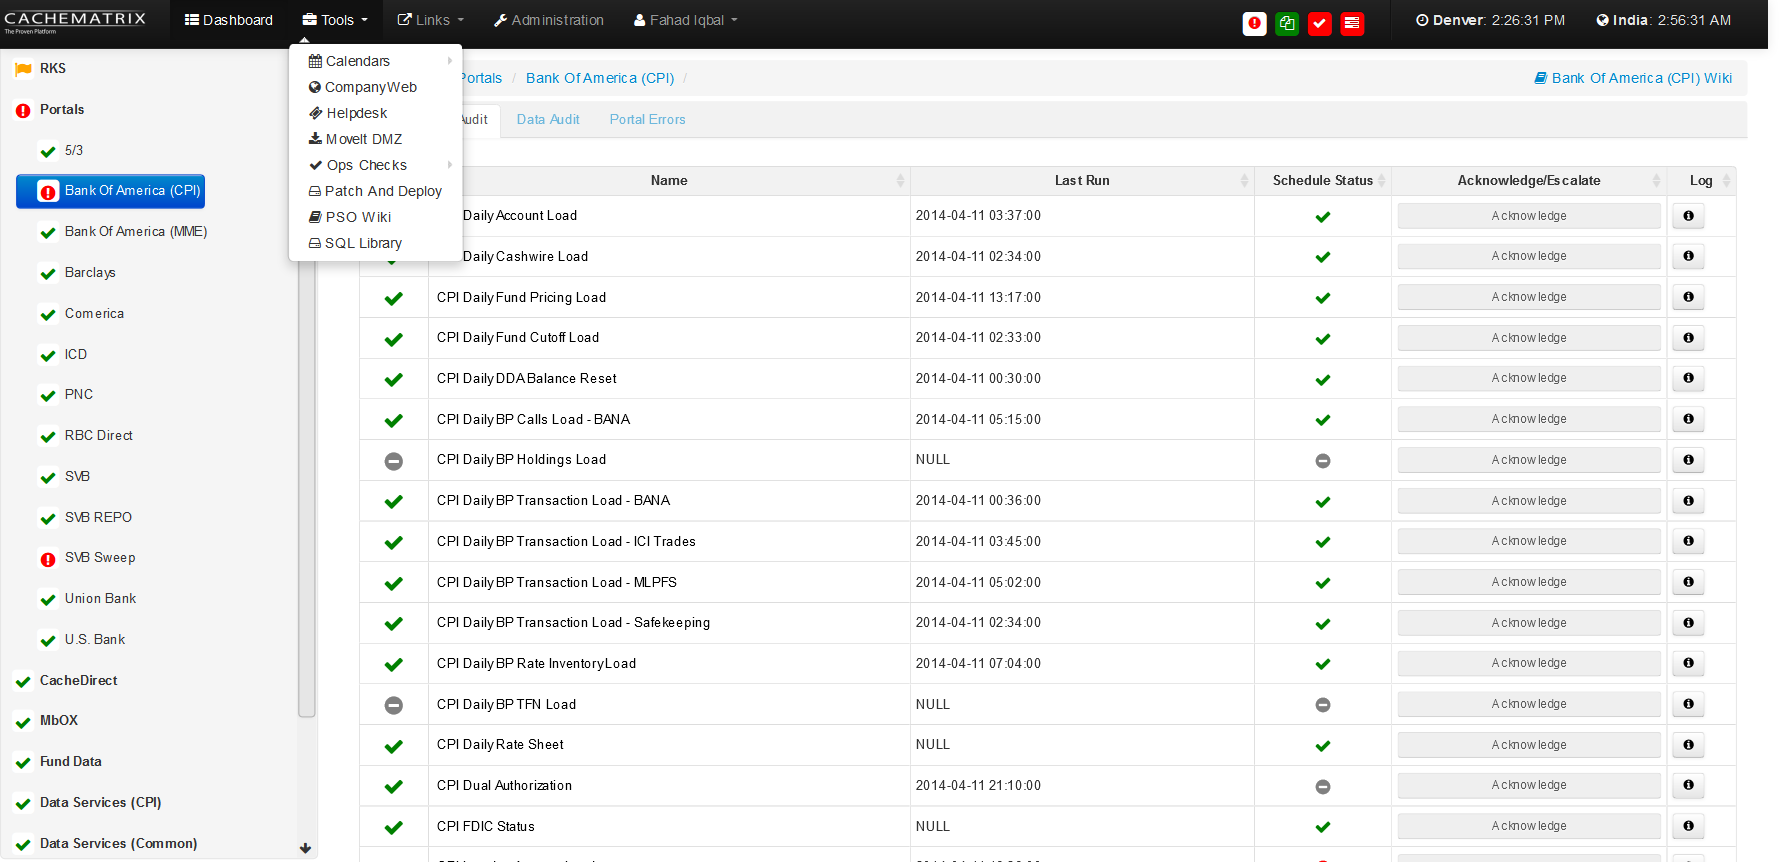 CACHEMATRIX
The Proven Platform
Dashboard
Tools
Links
Administration
Fahad Iqbal
Denver: 2:26:31 PM
India: 2:56:31 AM
RKS
Portals
5/3
Bank Of America (CPI)
Bank Of America (MME)
Barclays
Comerica
ICD
PNC
RBC Direct
SVB
SVB REPO
SVB Sweep
Union Bank
U.S. Bank
CacheDirect
MbOX
Fund Data
Data Services (CPI)
Data Services (Common)
Calendars
CompanyWeb
Helpdesk
MoveIt DMZ
Ops Checks
Patch And Deploy
PSO Wiki
SQL Library
Portals / Bank Of America (CPI) /
Bank Of America (CPI) Wiki
Audit
Data Audit
Portal Errors
Name Last Run Schedule Status Acknowledge/Escalate Log
Daily Account Load 2014-04-11 03:37:00 Acknowledge
Daily Cashwire Load 2014-04-11 02:34:00 Acknowledge
CPI Daily Fund Pricing Load 2014-04-11 13:17:00 Acknowledge
CPI Daily Fund Cutoff Load 2014-04-11 02:33:00 Acknowledge
CPI Daily DDA Balance Reset 2014-04-11 00:30:00 Acknowledge
CPI Daily BP Calls Load - BANA 2014-04-11 05:15:00 Acknowledge
CPI Daily BP Holdings Load NULL Acknowledge
CPI Daily BP Transaction Load - BANA 2014-04-11 00:36:00 Acknowledge
CPI Daily BP Transaction Load - ICI Trades 2014-04-11 03:45:00 Acknowledge
CPI Daily BP Transaction Load - MLPFS 2014-04-11 05:02:00 Acknowledge
CPI Daily BP Transaction Load - Safekeeping 2014-04-11 02:34:00 Acknowledge
CPI Daily BP Rate Inventory Load 2014-04-11 07:04:00 Acknowledge
CPI Daily BP TFN Load NULL Acknowledge
CPI Daily Rate Sheet NULL Acknowledge
CPI Dual Authorization 2014-04-11 21:10:00 Acknowledge
CPI FDIC Status NULL Acknowledge